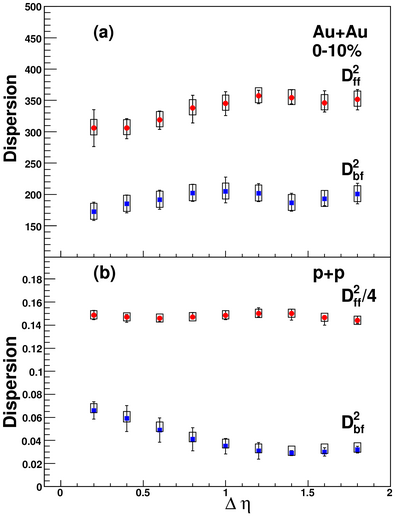 500
(a)
Au+Au
450
0-10%
400
D²ff
350
300
Dispersion
250
D²bf
200
150
(b)
p+p
0.18
D²ff/4
0.16
0.14
0.12
0.1
Dispersion
0.08
D²bf
0.06
0.04
0.02
0
0 0.5 1 1.5 2
Δ η